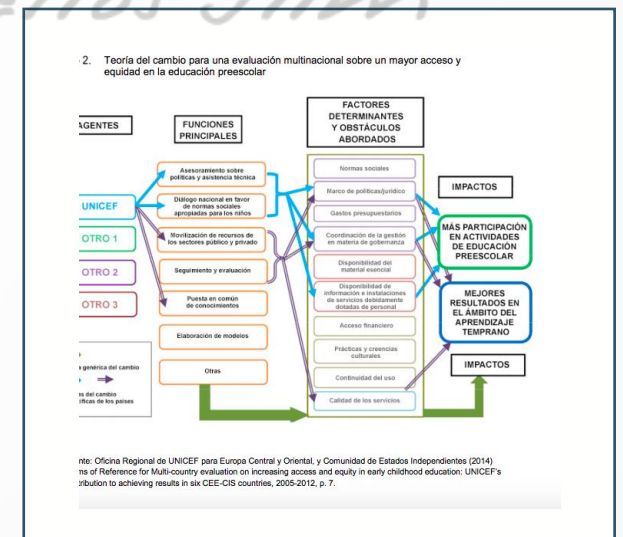 2. Teoría del cambio para una evaluación multinacional sobre un mayor acceso y
equidad en la educación preescolar
AGENTES
FUNCIONES
PRINCIPALES
FACTORES
DETERMINANTES
Y OBSTÁCULOS
ABORDADOS
IMPACTOS
UNICEF
OTRO 1
OTRO 2
OTRO 3
Asesoramiento sobre
políticas y asistencia técnica
Diálogo nacional en favor
de normas sociales
apropiadas para los niños
Movilización de recursos de
los sectores público y privado
Seguimiento y evaluación
Puesta en común
de conocimientos
Elaboración de modelos
Otras
Normas sociales
Marco de políticas/jurídico
Gastos presupuestarios
Coordinación de la gestión
en materia de gobernanza
Disponibilidad del
material esencial
Disponibilidad de
información e instalaciones
de servicios debidamente
dotadas de personal
Acceso financiero
Prácticas y creencias
culturales
Continuidad del uso
Calidad de los servicios
MÁS PARTICIPACIÓN
EN ACTIVIDADES
DE EDUCACIÓN
PREESCOLAR
MEJORES
RESULTADOS EN
EL ÁMBITO DEL
APRENDIZAJE
TEMPRANO
IMPACTOS
genérica del cambio
del cambio
de los países
nte: Oficina Regional de UNICEF para Europa Central y Oriental, y Comunidad de Estados Independientes (2014)
ms of Reference for Multi-country evaluation on increasing access and equity in early childhood education: UNICEF's
tribution to achieving results in six CEE-CIS countries, 2005-2012, p. 7.